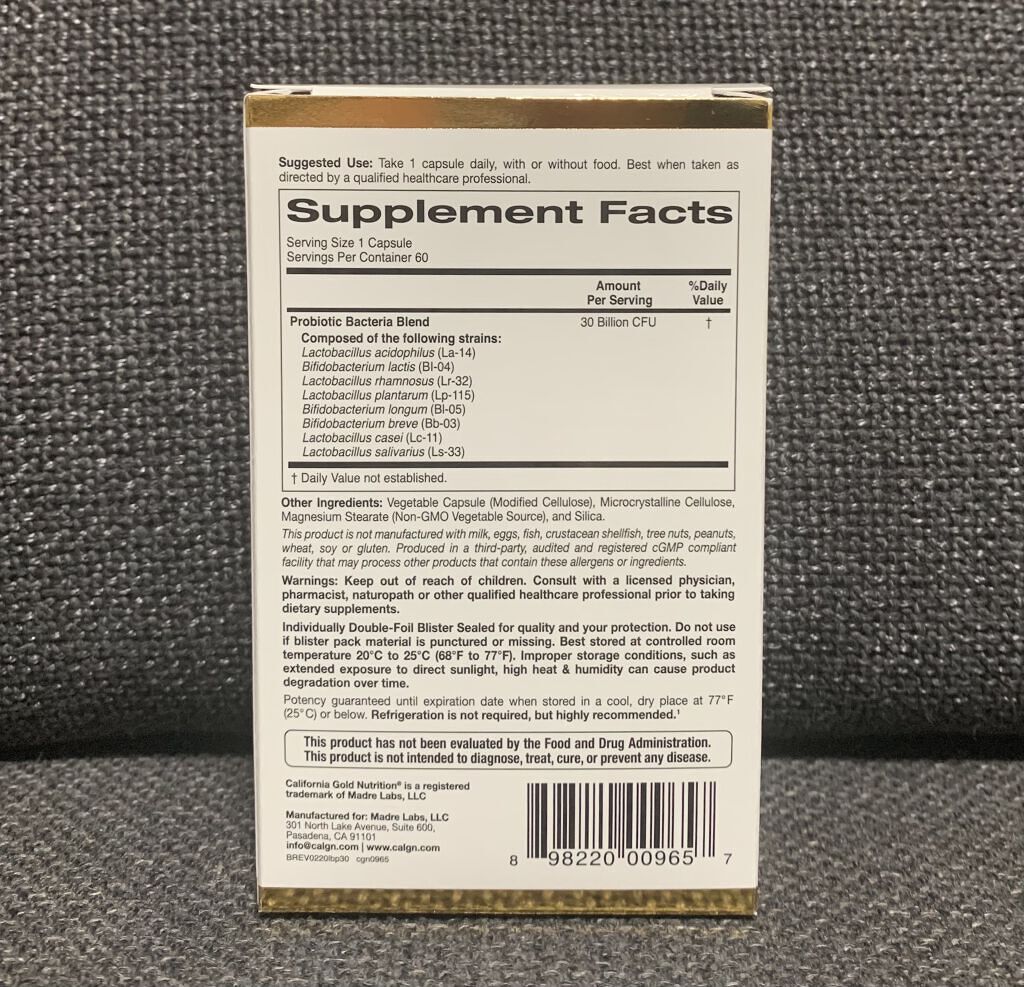 Suggested Use: Take 1 capsule daily, with or without food. Best when taken as
directed by a qualified healthcare professional.
Supplement Facts
Serving Size 1 Capsule
Servings Per Container 60
Amount Per Serving
%Daily Value
Probiotic Bacteria Blend 30 Billion CFU †
Composed of the following strains:
Lactobacillus acidophilus (La-14)
Bifidobacterium lactis (Bl-04)
Lactobacillus rhamnosus (Lr-32)
Lactobacillus plantarum (Lp-115)
Bifidobacterium longum (Bl-05)
Bifidobacterium breve (Bb-03)
Lactobacillus casei (Lc-11)
Lactobacillus salivarius (Ls-33)
† Daily Value not established.
Other Ingredients: Vegetable Capsule (Modified Cellulose), Microcrystalline Cellulose,
Magnesium Stearate (Non-GMO Vegetable Source), and Silica.
This product is not manufactured with milk, eggs, fish, crustacean shellfish, tree nuts, peanuts,
wheat, soy or gluten. Produced in a third-party, audited and registered cGMP compliant
facility that may process other products that contain these allergens or ingredients.
Warnings: Keep out of reach of children. Consult with a licensed physician,
pharmacist, naturopath or other qualified healthcare professional prior to taking
dietary supplements.
Individually Double-Foil Blister Sealed for quality and your protection. Do not use
if blister pack material is punctured or missing. Best stored at controlled room
temperature 20°C to 25°C (68°F to 77°F). Improper storage conditions, such as
extended exposure to direct sunlight, high heat & humidity can cause product
degradation over time.
Potency guaranteed until expiration date when stored in a cool, dry place at 77°F
(25°C) or below. Refrigeration is not required, but highly recommended.¹
This product has not been evaluated by the Food and Drug Administration.
This product is not intended to diagnose, treat, cure, or prevent any disease.
California Gold Nutrition® is a registered
trademark of Madre Labs, LLC
Manufactured for: Madre Labs, LLC
301 North Lake Avenue, Suite 600,
Pasadena, CA 91101
info@calgn.com | www.calgn.com
BREV0220lbp30 cgn0965
8 98220 00965 7